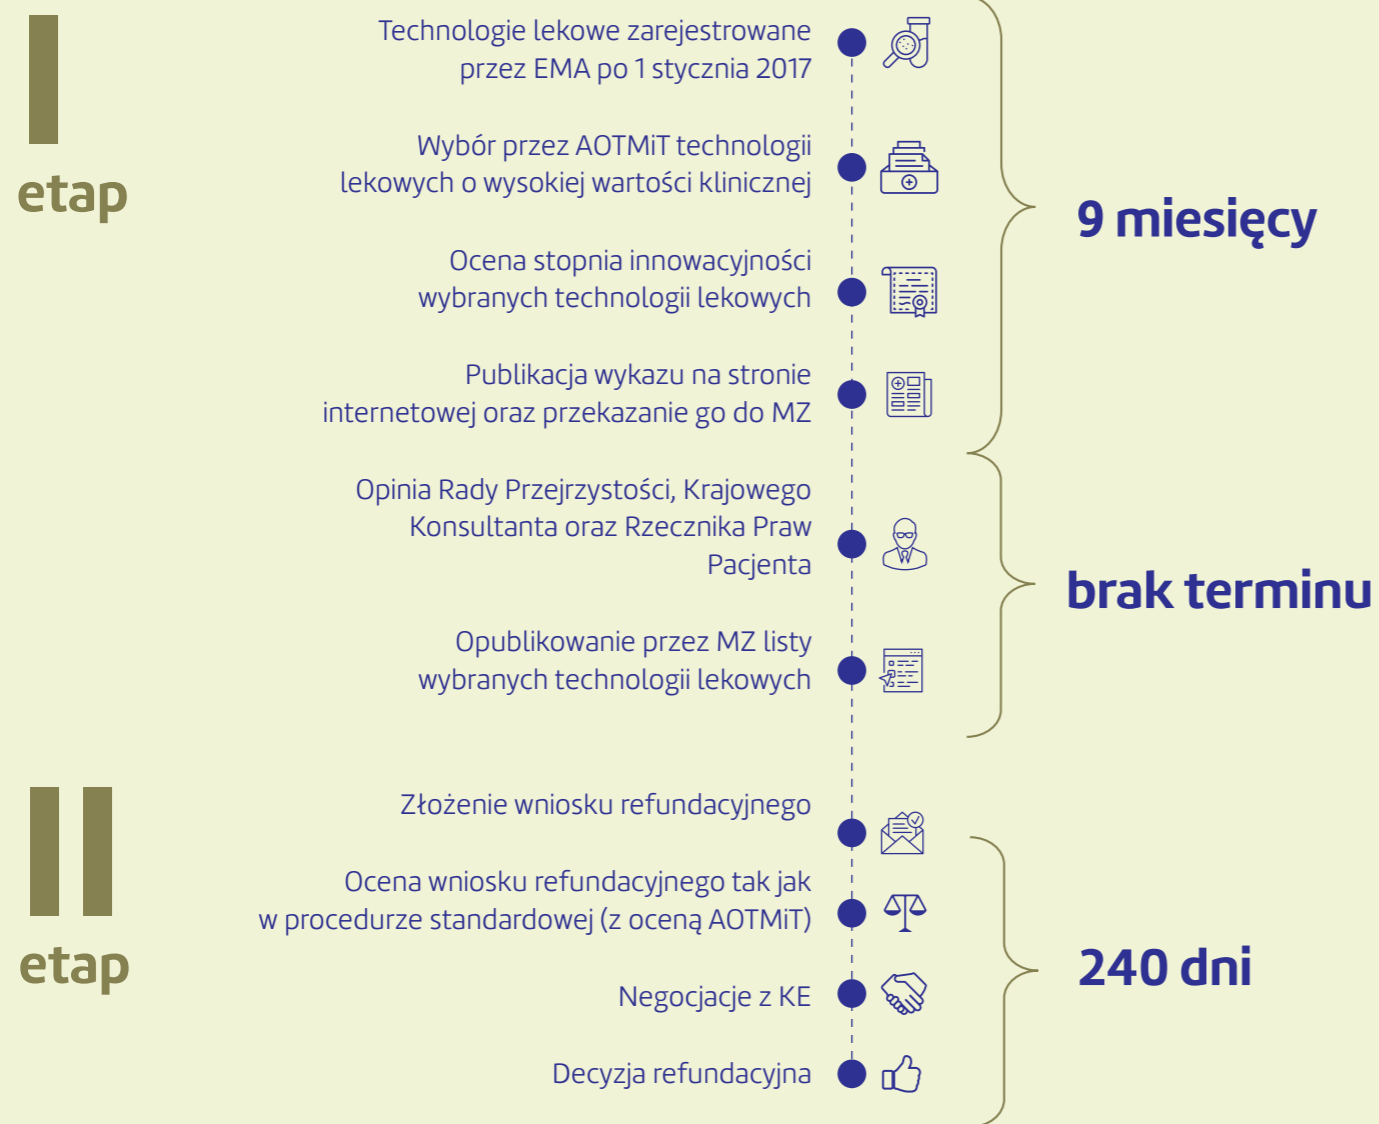 I
etap
Technologie lekowe zarejestrowane
przez EMA po 1 stycznia 2017
Wybór przez AOTMiT technologii
lekowych o wysokiej wartości klinicznej
Ocena stopnia innowacyjności
wybranych technologii lekowych
Publikacja wykazu na stronie
internetowej oraz przekazanie go do MZ
9 miesięcy
Opinia Rady Przejrzystości, Krajowego
Konsultanta oraz Rzecznika Praw
Pacjenta
Opublikowanie przez MZ listy
wybranych technologii lekowych
brak terminu
II
etap
Złożenie wniosku refundacyjnego
Ocena wniosku refundacyjnego tak jak
w procedurze standardowej (z oceną AOTMiT)
Negocjacje z KE
Decyzja refundacyjna
240 dni